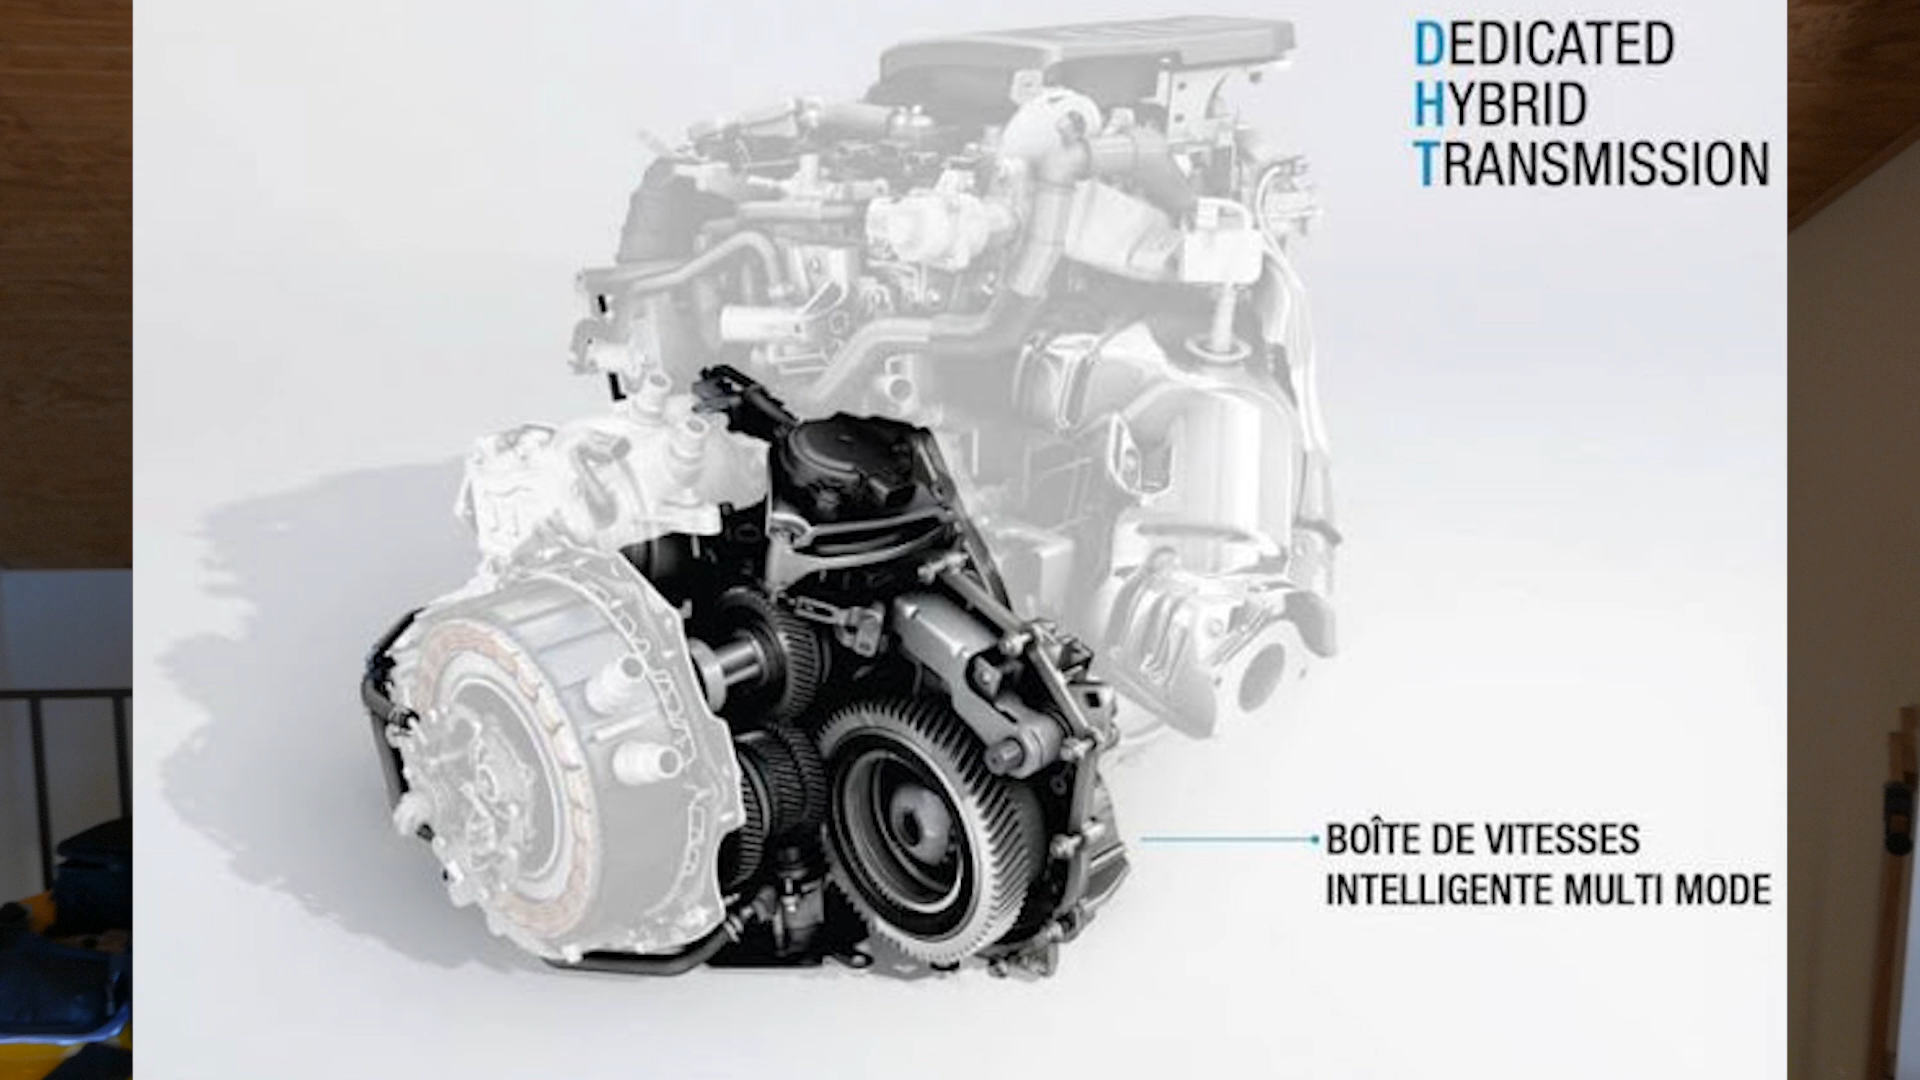 DEDICATED
HYBRID
TRANSMISSION
BOÎTE DE VITESSES
INTELLIGENTE MULTI MODE